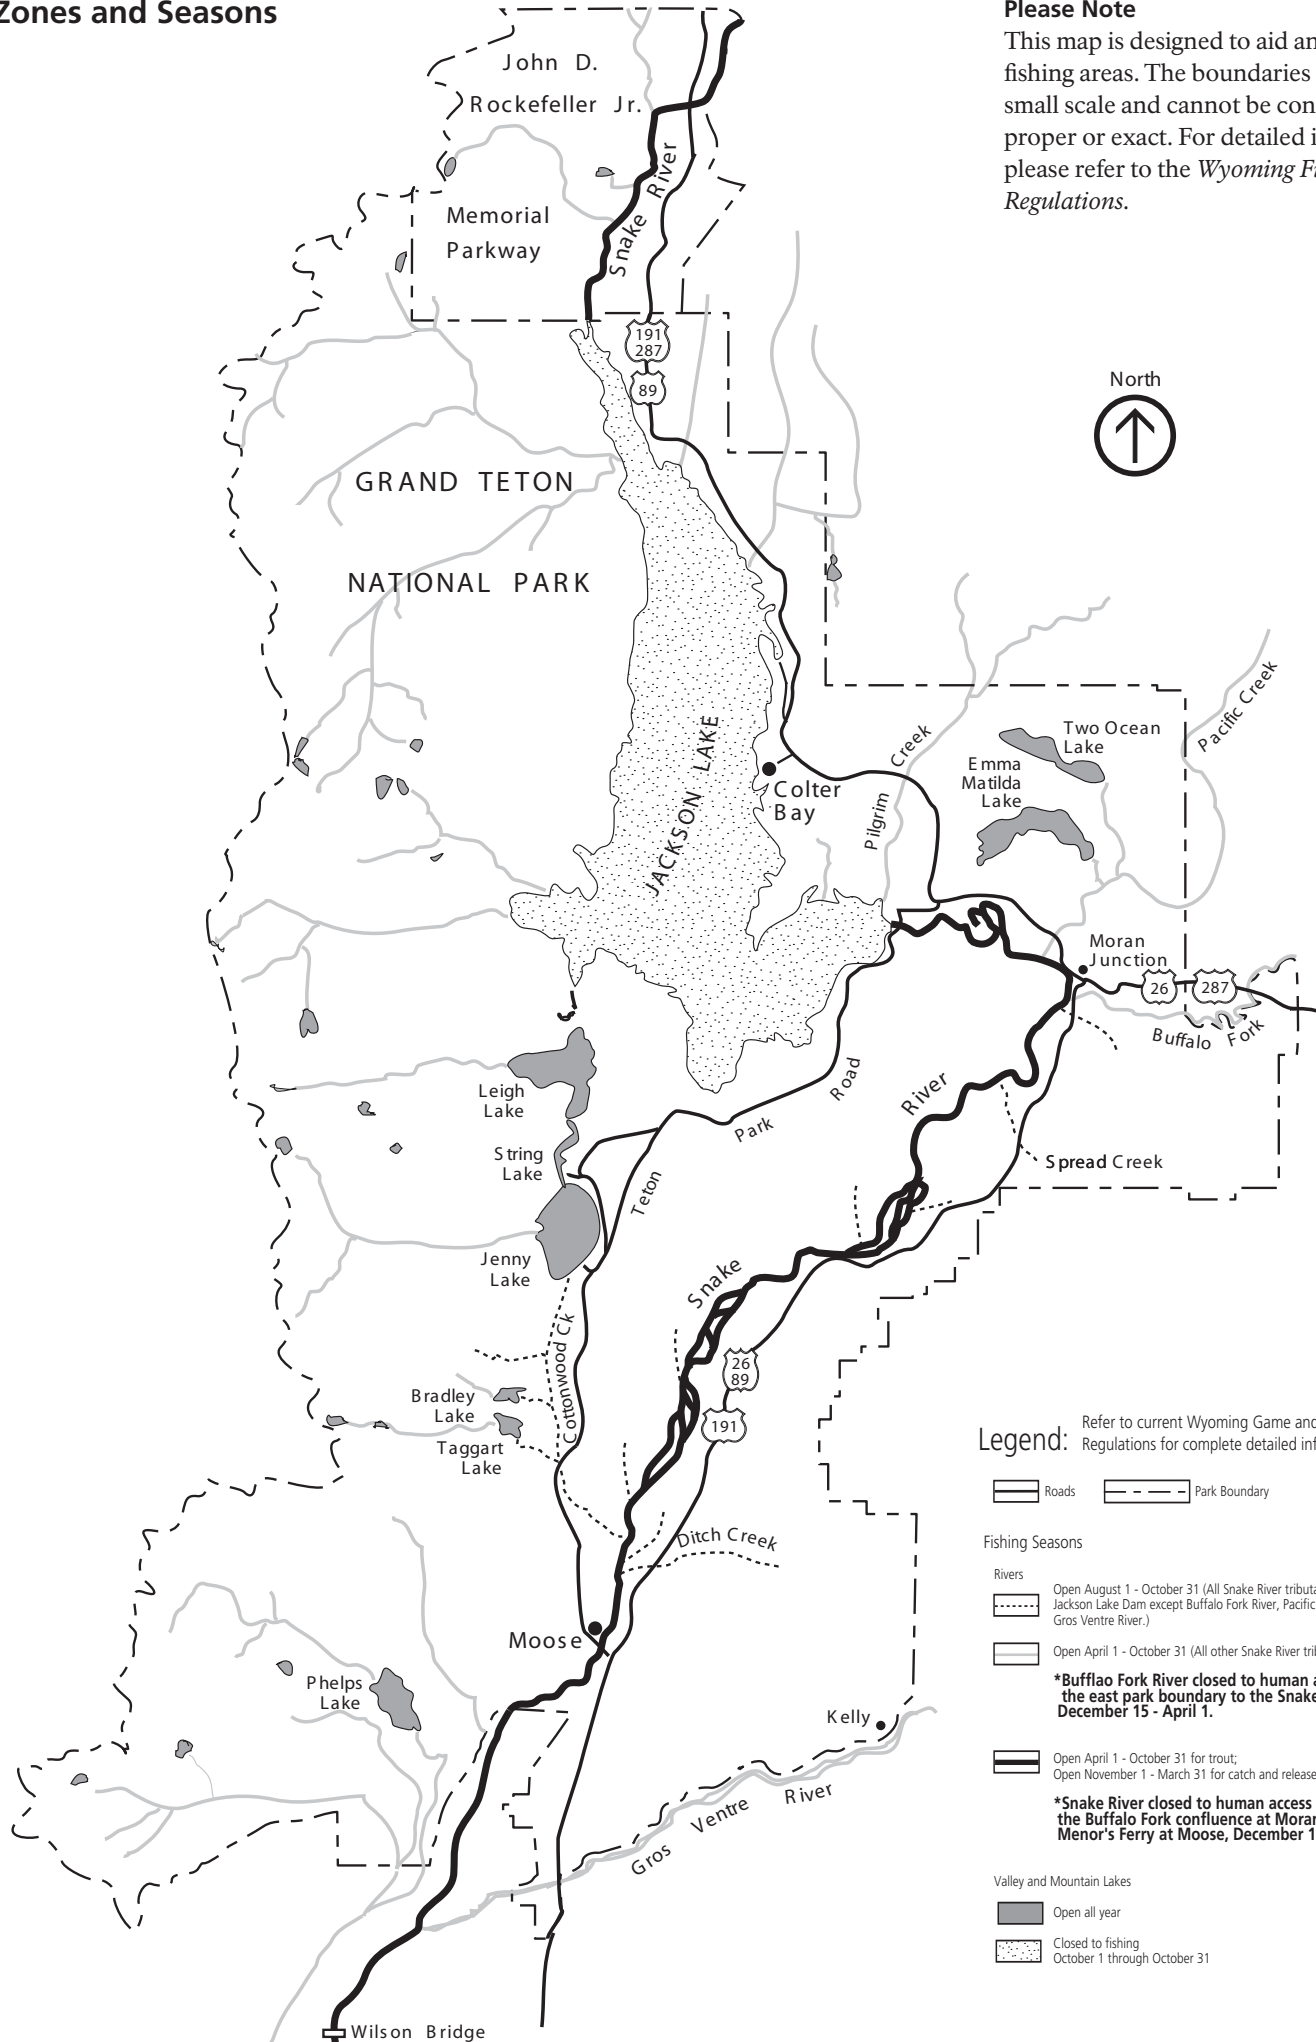 Zones and Seasons
Please Note
This map is designed to aid an
fishing areas. The boundaries
small scale and cannot be con
proper or exact. For detailed i
please refer to the Wyoming F
Regulations.
John D.
Rockefeller Jr.
Memorial
Parkway
Snake River
191
287
89
North
GRAND TETON
NATIONAL PARK
JACKSON LAKE
Colter
Bay
Pilgrim Creek
Two Ocean
Lake
Emma
Matilda
Lake
Pacific Creek
Moran
Junction
26
287
Buffalo Fork
Leigh
Lake
String
Lake
Jenny
Lake
Teton Park Road
Snake River
Spread Creek
26
89
191
Cottonwood Ck
Bradley
Lake
Taggart
Lake
Ditch Creek
Moose
Phelps
Lake
Kelly
Gros Ventre River
Wilson Bridge
Legend:
Refer to current Wyoming Game and
Regulations for complete detailed inf
Roads
Park Boundary
Fishing Seasons
Rivers
Open August 1 - October 31 (All Snake River tributa
Jackson Lake Dam except Buffalo Fork River, Pacific
Gros Ventre River.)
Open April 1 - October 31 (All other Snake River trib
*Bufflao Fork River closed to human a
the east park boundary to the Snake
December 15 - April 1.
Open April 1 - October 31 for trout;
Open November 1 - March 31 for catch and release
*Snake River closed to human access
the Buffalo Fork confluence at Moran
Menor's Ferry at Moose, December 1
Valley and Mountain Lakes
Open all year
Closed to fishing
October 1 through October 31